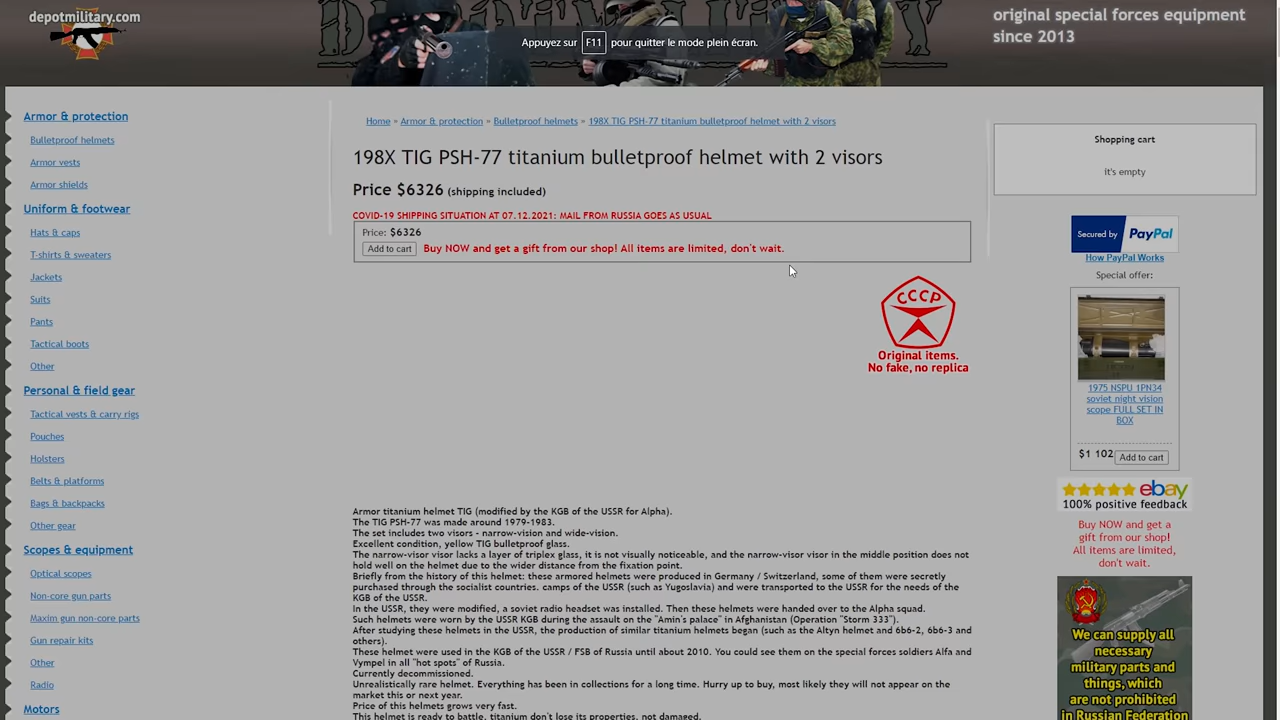 depotmilitary.com
original special forces equipment
since 2013
Appuyez sur F11 pour quitter le mode plein écran.
Armor & protection
Bulletproof helmets
Armor vests
Armor shields
Uniform & footwear
Hats & caps
T-shirts & sweaters
Jackets
Suits
Pants
Tactical boots
Other
Personal & field gear
Tactical vests & carry rigs
Pouches
Holsters
Belts & platforms
Bags & backpacks
Other gear
Scopes & equipment
Optical scopes
Non-core gun parts
Maxim gun non-core parts
Gun repair kits
Other
Radio
Motors
Home » Armor & protection » Bulletproof helmets » 198X TIG PSH-77 titanium bulletproof helmet with 2 visors
198X TIG PSH-77 titanium bulletproof helmet with 2 visors
Price $6326 (shipping included)
COVID-19 SHIPPING SITUATION AT 07.12.2021: MAIL FROM RUSSIA GOES AS USUAL
Price: $6326
Add to cart Buy NOW and get a gift from our shop! All items are limited, don't wait.
CCCP
Original items.
No fake, no replica
Armor titanium helmet TIG (modified by the KGB of the USSR for Alpha).
The TIG PSH-77 was made around 1979-1983.
The set includes two visors - narrow-vision and wide-vision.
Excellent condition, yellow TIG bulletproof glass.
The narrow-visor visor lacks a layer of triplex glass, it is not visually noticeable, and the narrow-visor visor in the middle position does not
hold well on the helmet due to the wider distance from the fixation point.
Briefly from the history of this helmet: these armored helmets were produced in Germany / Switzerland, some of them were secretly
purchased through the socialist countries. camps of the USSR (such as Yugoslavia) and were transported to the USSR for the needs of the
KGB of the USSR.
In the USSR, they were modified, a soviet radio headset was installed. Then these helmets were handed over to the Alpha squad.
Such helmets were worn by the USSR KGB during the assault on the "Amin's palace" in Afghanistan (Operation "Storm 333").
After studying these helmets in the USSR, the production of similar titanium helmets began (such as the Altyn helmet and 6b6-2, 6b6-3 and
others).
These helmet were used in the KGB of the USSR / FSB of Russia until about 2010. You could see them on the special forces soldiers Alfa and
Vympel in all "hot spots" of Russia.
Currently decommissioned.
Unrealistically rare helmet. Everything has been in collections for a long time. Hurry up to buy, most likely they will not appear on the
market this or next year.
Price of this helmets grows very fast.
This helmet is ready to battle, titanium don't lose its properties, not damaged.
Shopping cart
it's empty
Secured by PayPal
How PayPal Works
Special offer:
1975 NSPU 1PN34
soviet night vision
scope FULL SET IN
BOX
$1 102 Add to cart
ebay
100% positive feedback
Buy NOW and get a
gift from our shop!
All items are limited,
don't wait.
We can supply all
necessary
military parts and
things, which
are not prohibited
in Russian Federation